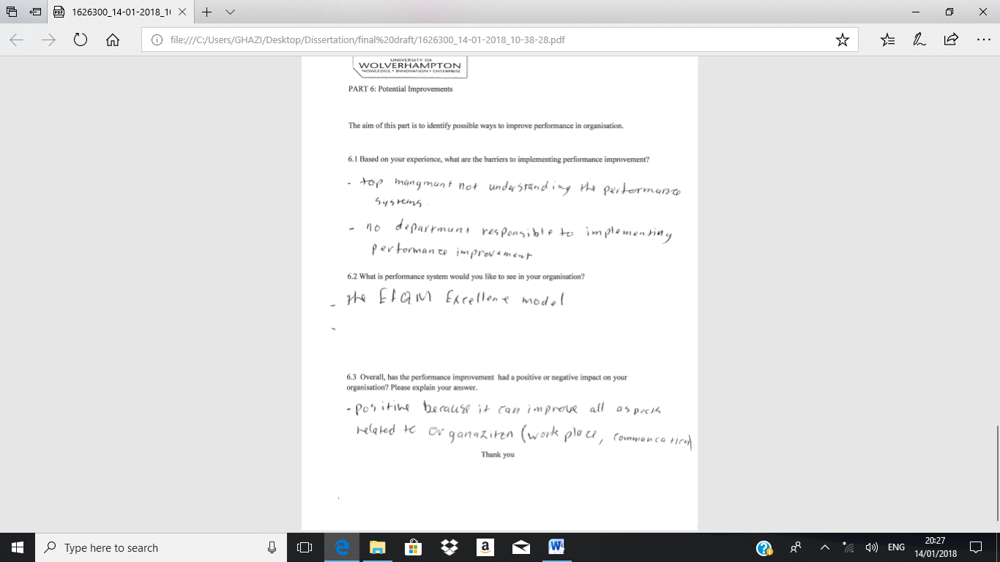 1626300_14-01-2018_1
file:///C:/Users/GHAZI/Desktop/Dissertation/final%20draft/1626300_14-01-2018_10-38-28.pdf
UNIVERSITY OF
WOLVERHAMPTON
NOWLEDGE • INNOVATION • ENTERPRISE
PART 6: Potential Improvements
The aim of this part is to identify possible ways to improve performance in organisation.
6.1 Based on your experience, what are the barriers to implementing performance improvement?
- top mangmant not understanding the performance
systems.
- no department responsible to implementing
performance improvement
6.2 What is performance system would you like to see in your organisation?
- the EFQM Excellene model
-
6.3 Overall, has the performance improvement had a positive or negative impact on your
organisation? Please explain your answer.
- positive because it can improve all aspects
related to organaziton (work place, communcation)
Thank you
Type here to search
ENG
20:27
14/01/2018